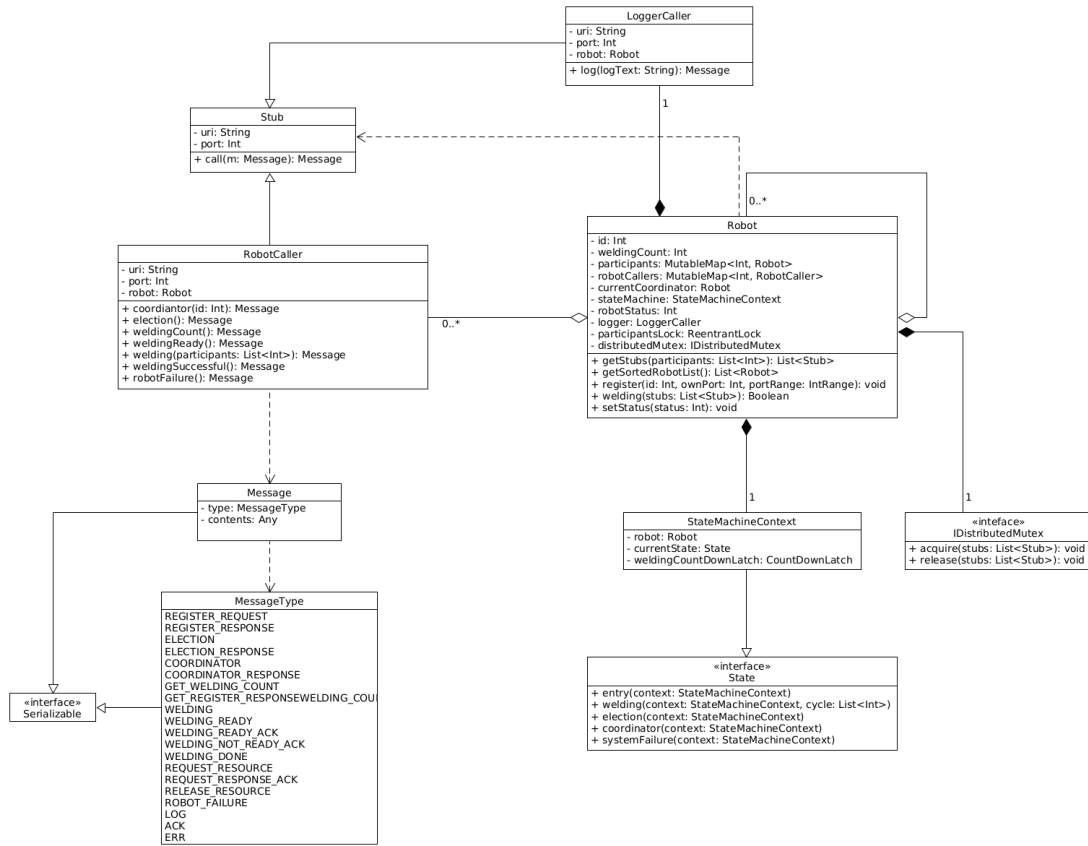 LoggerCaller
- uri: String
- port: Int
- robot: Robot
+ log(logText: String): Message
1
Stub
- uri: String
- port: Int
+ call(m: Message): Message
0..*
Robot
- id: Int
- weldingCount: Int
- participants: MutableMap<Int, Robot>
- robotCallers: MutableMap<Int, RobotCaller>
- currentCoordinator: Robot
- stateMachine: StateMachineContext
- robotStatus: Int
- logger: LoggerCaller
- participantsLock: ReentrantLock
- distributedMutex: IDistributedMutex
+ getStubs(participants: List<Int>): List<Stub>
+ getSortedRobotList(): List<Robot>
+ register(id: Int, ownPort: Int, portRange: IntRange): void
+ welding(stubs: List<Stub>): Boolean
+ setStatus(status: Int): void
RobotCaller
- uri: String
- port: Int
- robot: Robot
+ coordiantor(id: Int): Message
+ election(): Message
+ weldingCount(): Message
+ weldingReady(): Message
+ welding(participants: List<Int>): Message
+ weldingSuccessful(): Message
+ robotFailure(): Message
0..*
Message
- type: MessageType
- contents: Any
1
1
StateMachineContext
- robot: Robot
- currentState: State
- weldingCountDownLatch: CountDownLatch
«inteface»
IDistributedMutex
+ acquire(stubs: List<Stub>): void
+ release(stubs: List<Stub>): void
MessageType
REGISTER_REQUEST
REGISTER_RESPONSE
ELECTION
ELECTION_RESPONSE
COORDINATOR
COORDINATOR_RESPONSE
GET_WELDING_COUNT
GET_REGISTER_RESPONSEWELDING_COU
WELDING
WELDING_READY
WELDING_READY_ACK
WELDING_NOT_READY_ACK
WELDING_DONE
REQUEST_RESOURCE
REQUEST_RESPONSE_ACK
RELEASE_RESOURCE
ROBOT_FAILURE
LOG
ACK
ERR
«interface»
Serializable
«interface»
State
+ entry(context: StateMachineContext)
+ welding(context: StateMachineContext, cycle: List<Int>)
+ election(context: StateMachineContext)
+ coordinator(context: StateMachineContext)
+ systemFailure(context: StateMachineContext)